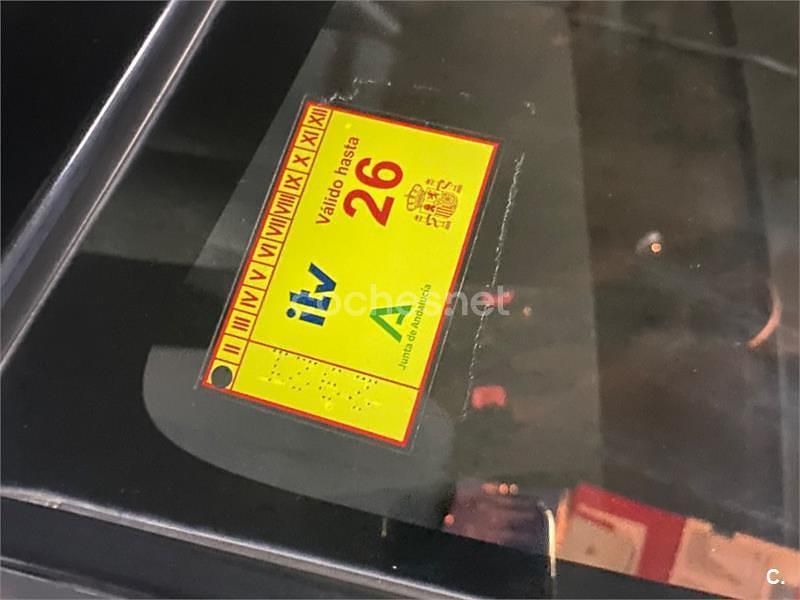 II III IV V VI VII VIII IX X XI XII
itv Válido hasta
26
Junta de Andalucía
coches.net
C.